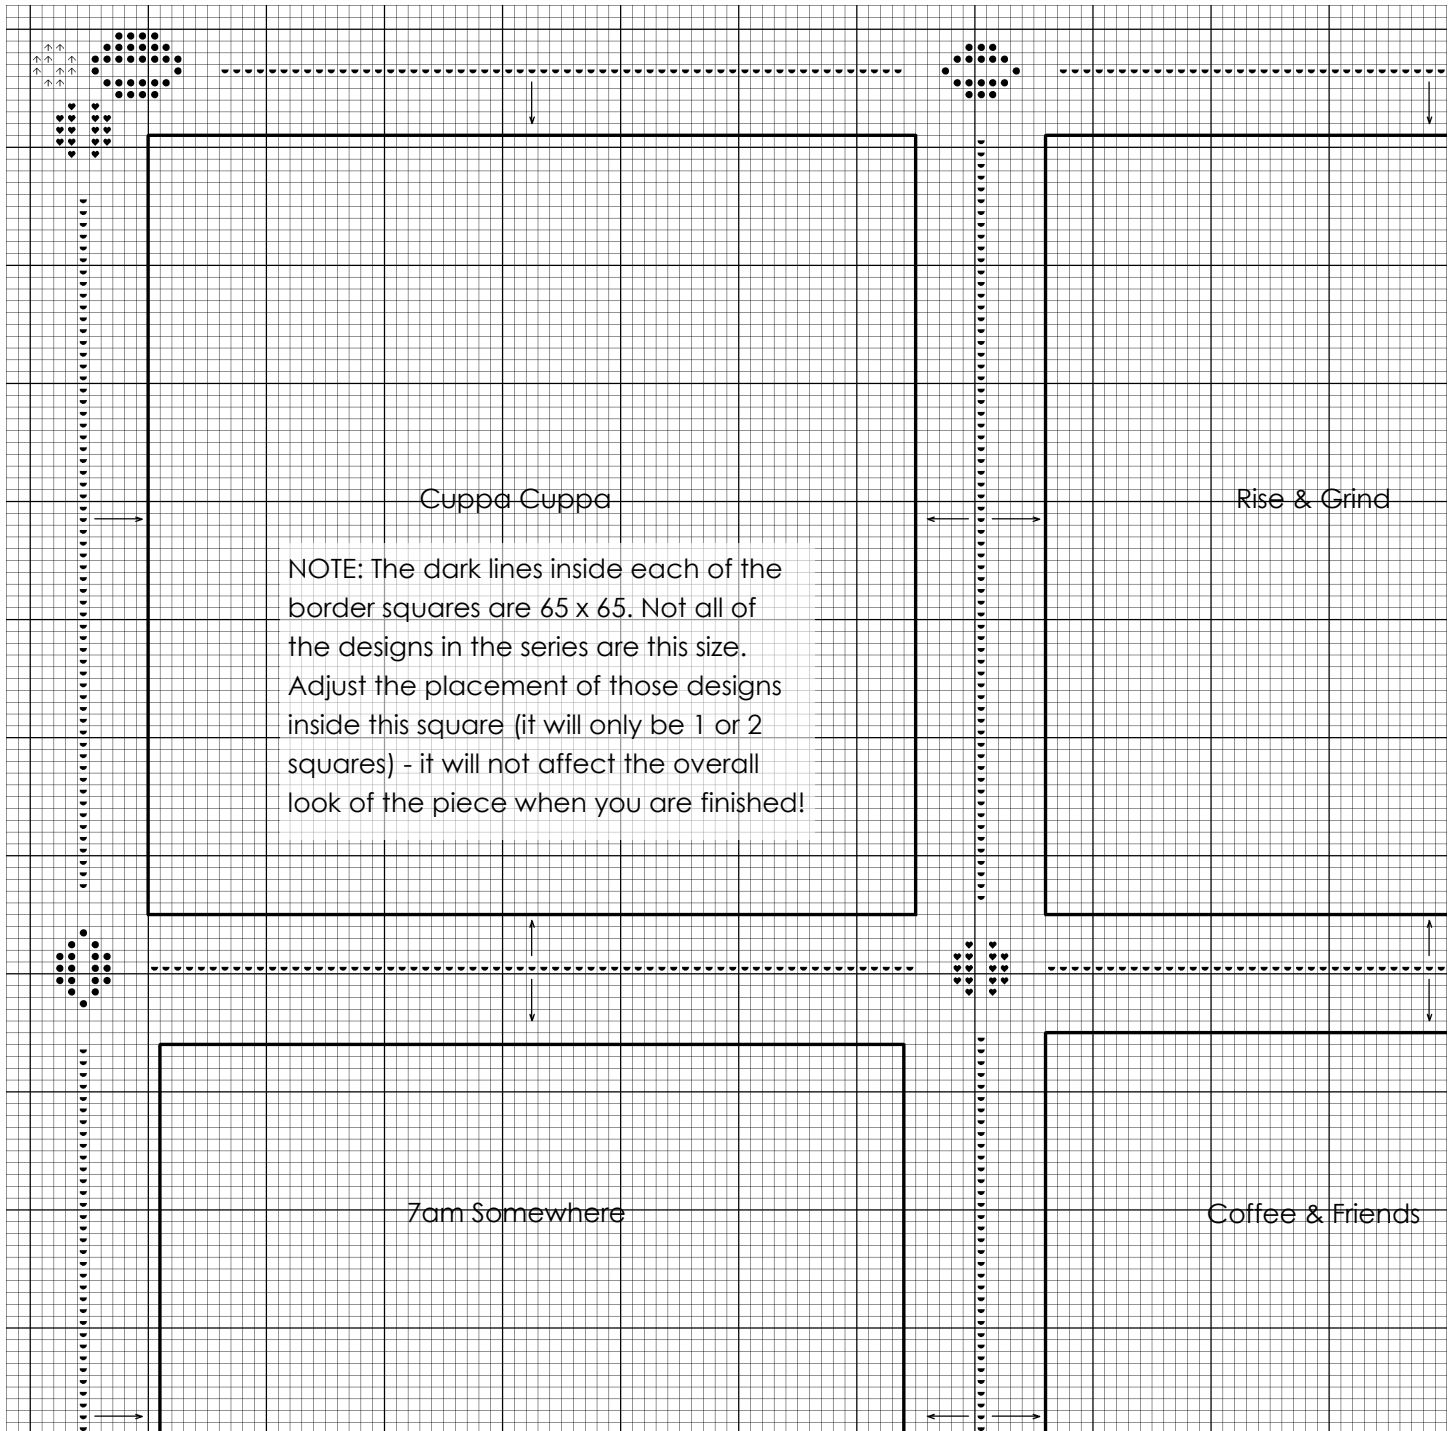 Cuppa Cuppa
Rise & Grind
NOTE: The dark lines inside each of the
border squares are 65 x 65. Not all of
the designs in the series are this size.
Adjust the placement of those designs
inside this square (it will only be 1 or 2
squares) - it will not affect the overall
look of the piece when you are finished!
7am Somewhere
Coffee & Friends